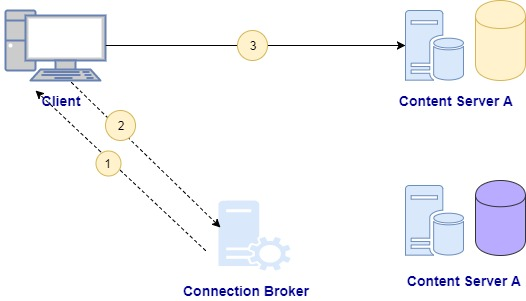 3
Client
Content Server A
2
1
Content Server A
Connection Broker